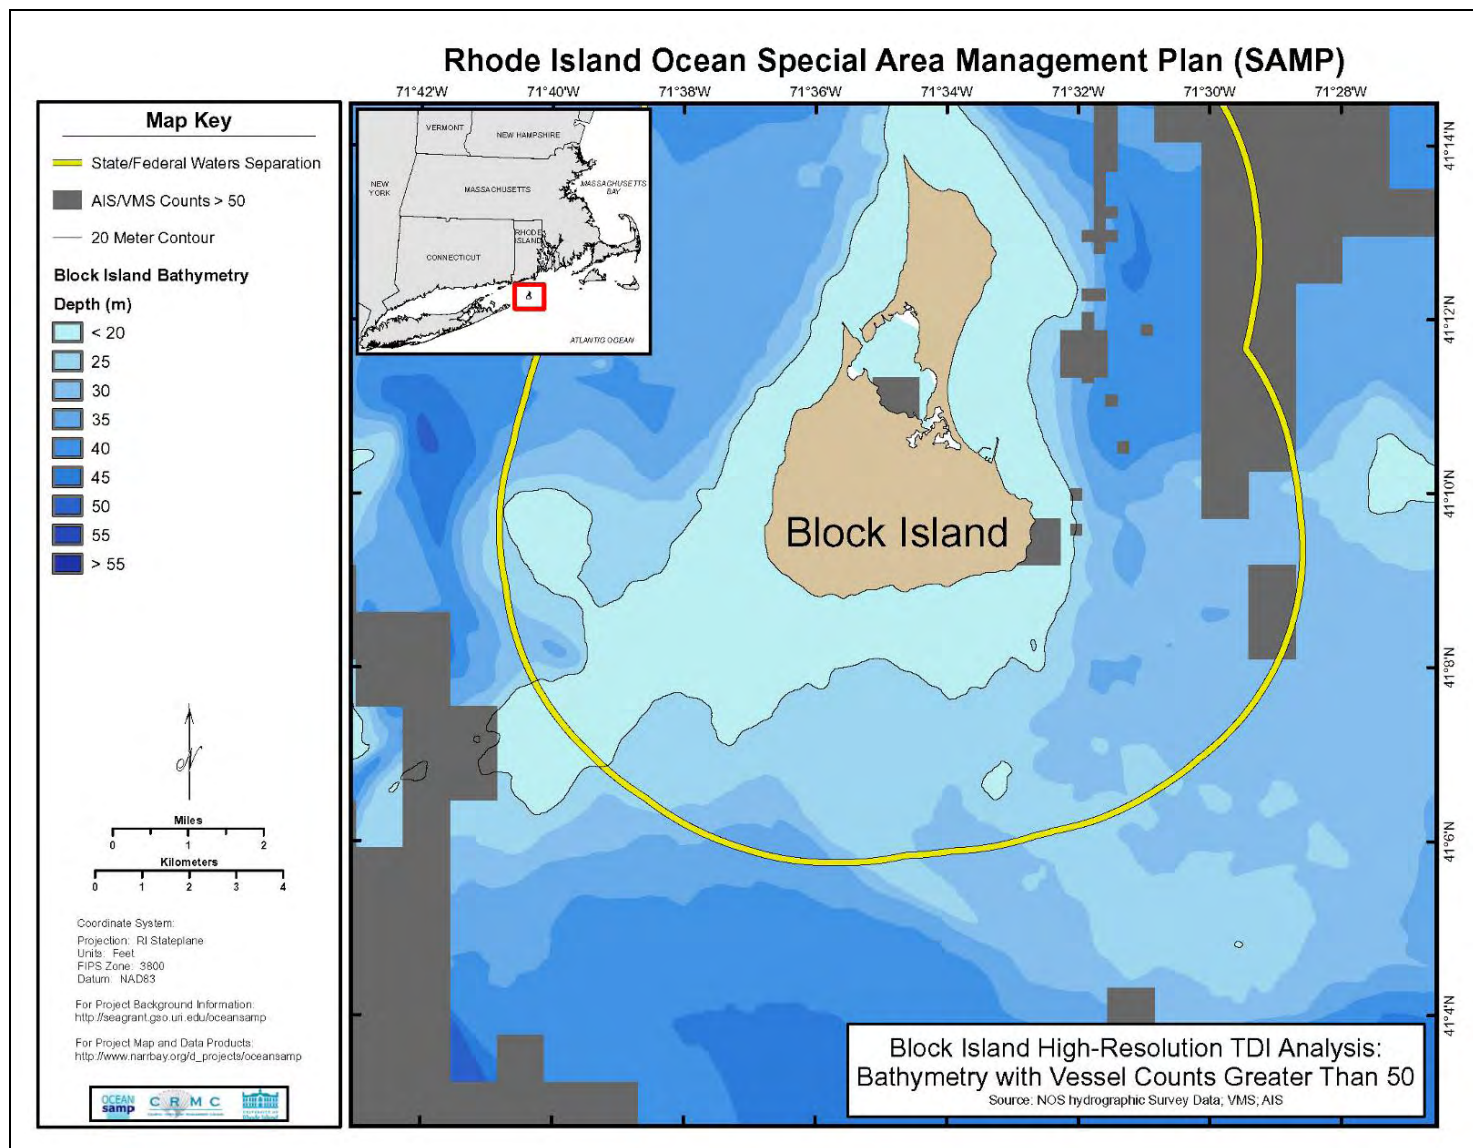 Rhode Island Ocean Special Area Management Plan (SAMP)
71°42'W 71°40'W 71°38'W 71°36'W 71°34'W 71°32'W 71°30'W 71°28'W
Map Key
State/Federal Waters Separation
AIS/VMS Counts > 50
20 Meter Contour
Block Island Bathymetry
Depth (m)
< 20
25
30
35
40
45
50
55
> 55
Miles
0 1 2
Kilometers
0 1 2 3 4
Coordinate System:
Projection: RI Stateplane
Units: Feet
FIPS Zone: 3800
Datum: NAD83
For Project Background Information:
http://seagrant.gso.uri.edu/oceansamp
For Project Map and Data Products:
http://www.narrbay.org/d_projects/oceansamp
OCEAN
samp
CRMC
VERMONT
NEW HAMPSHIRE
NEW
YORK
MASSACHUSETTS
MASSACHUSETTS
BAY
CONNECTICUT
RHODE
ISLAND
ATLANTIC OCEAN
Block Island
41°14'N
41°12'N
41°10'N
41°8'N
41°6'N
41°4'N
Block Island High-Resolution TDI Analysis:
Bathymetry with Vessel Counts Greater Than 50
Source: NOS hydrographic Survey Data; VMS; AIS